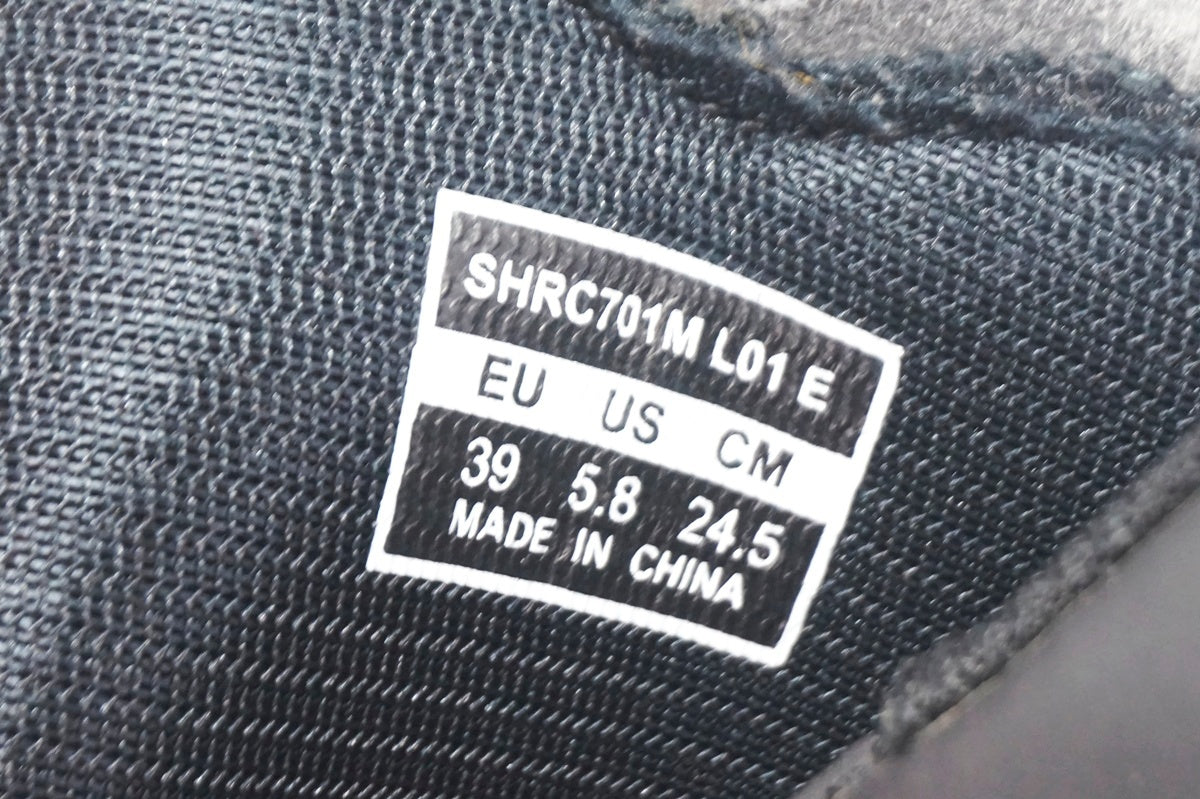 SHRC701M L01 E
EU US CM
39 5.8 24.5
MADE IN CHINA